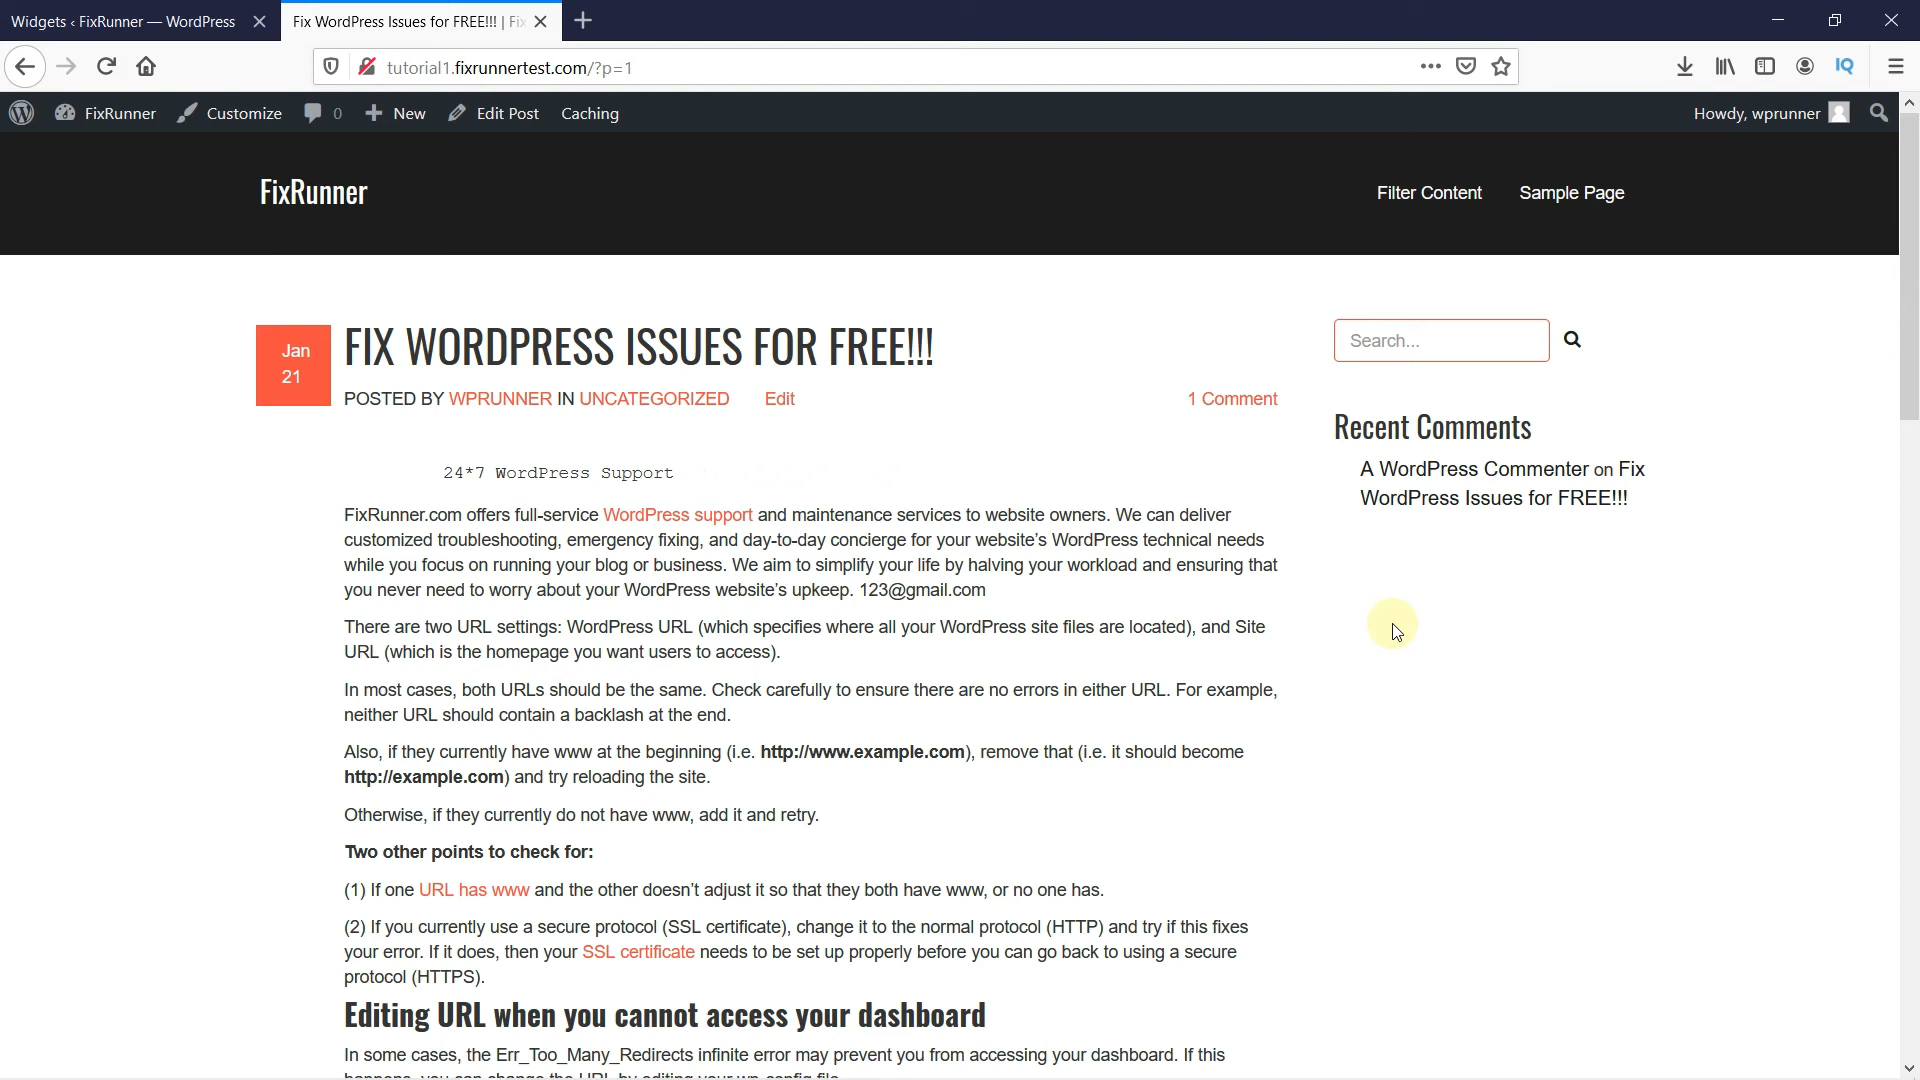 Widgets ‹ FixRunner — WordPress
Fix WordPress Issues for FREE!!! | Fix
tutorial1.fixrunnertest.com/?p=1
IQ
FixRunner
Customize
0
New
Edit Post
Caching
Howdy, wprunner
FixRunner
Filter Content
Sample Page
Jan
21
FIX WORDPRESS ISSUES FOR FREE!!!
POSTED BY WPRUNNER IN UNCATEGORIZED Edit
1 Comment
Search...
Recent Comments
A WordPress Commenter on Fix
WordPress Issues for FREE!!!
24*7 WordPress Support
FixRunner.com offers full-service WordPress support and maintenance services to website owners. We can deliver
customized troubleshooting, emergency fixing, and day-to-day concierge for your website’s WordPress technical needs
while you focus on running your blog or business. We aim to simplify your life by halving your workload and ensuring that
you never need to worry about your WordPress website’s upkeep. 123@gmail.com
There are two URL settings: WordPress URL (which specifies where all your WordPress site files are located), and Site
URL (which is the homepage you want users to access).
In most cases, both URLs should be the same. Check carefully to ensure there are no errors in either URL. For example,
neither URL should contain a backlash at the end.
Also, if they currently have www at the beginning (i.e. http://www.example.com), remove that (i.e. it should become
http://example.com) and try reloading the site.
Otherwise, if they currently do not have www, add it and retry.
Two other points to check for:
(1) If one URL has www and the other doesn’t adjust it so that they both have www, or no one has.
(2) If you currently use a secure protocol (SSL certificate), change it to the normal protocol (HTTP) and try if this fixes
your error. If it does, then your SSL certificate needs to be set up properly before you can go back to using a secure
protocol (HTTPS).
Editing URL when you cannot access your dashboard
In some cases, the Err_Too_Many_Redirects infinite error may prevent you from accessing your dashboard. If this
happens, you can change the URL by editing your wp-config file.